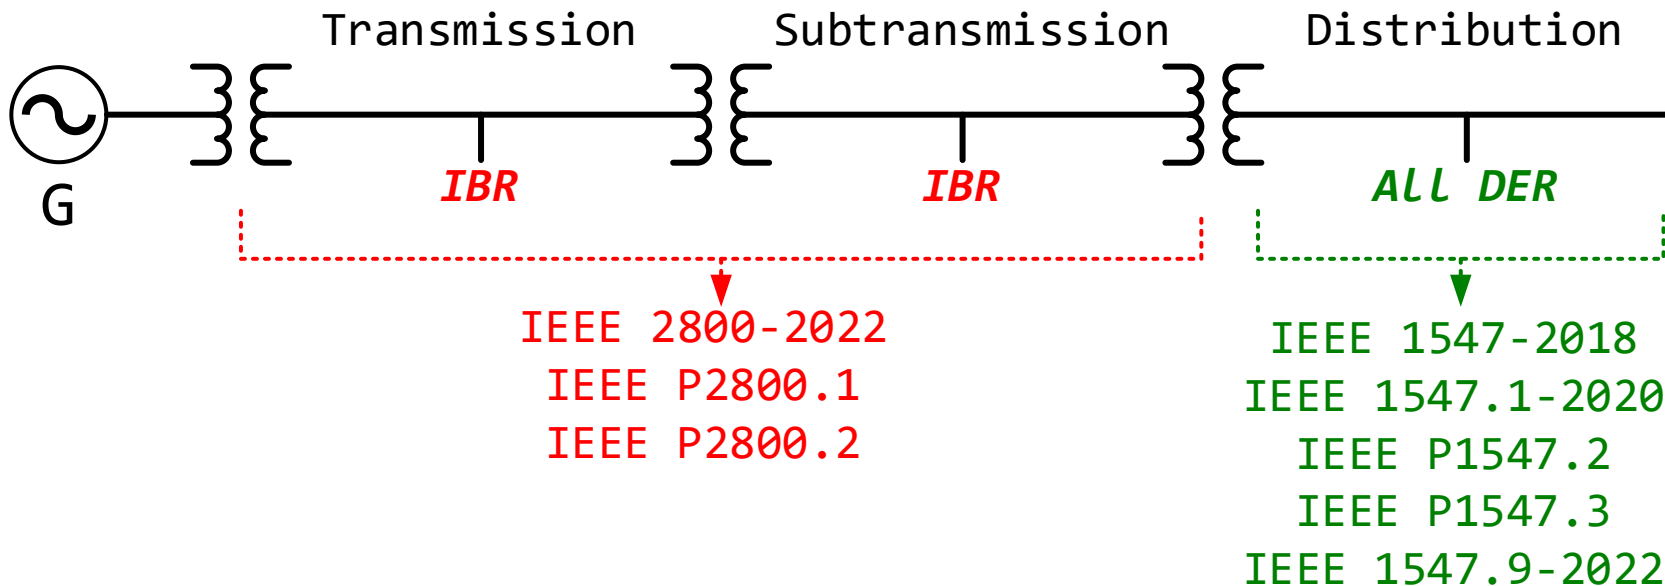 Transmission
Subtransmission
Distribution
G
IBR
IBR
All DER
IEEE 2800-2022
IEEE P2800.1
IEEE P2800.2
IEEE 1547-2018
IEEE 1547.1-2020
IEEE P1547.2
IEEE P1547.3
IEEE 1547.9-2022